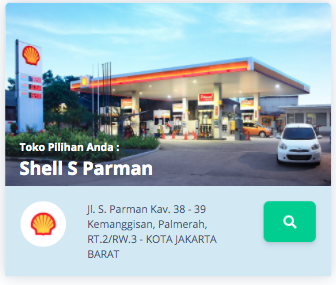 Toko Pilihan Anda :
Shell S Parman
Jl. S. Parman Kav. 38 - 39
Kemanggisan, Palmerah,
RT.2/RW.3 - KOTA JAKARTA
BARAT